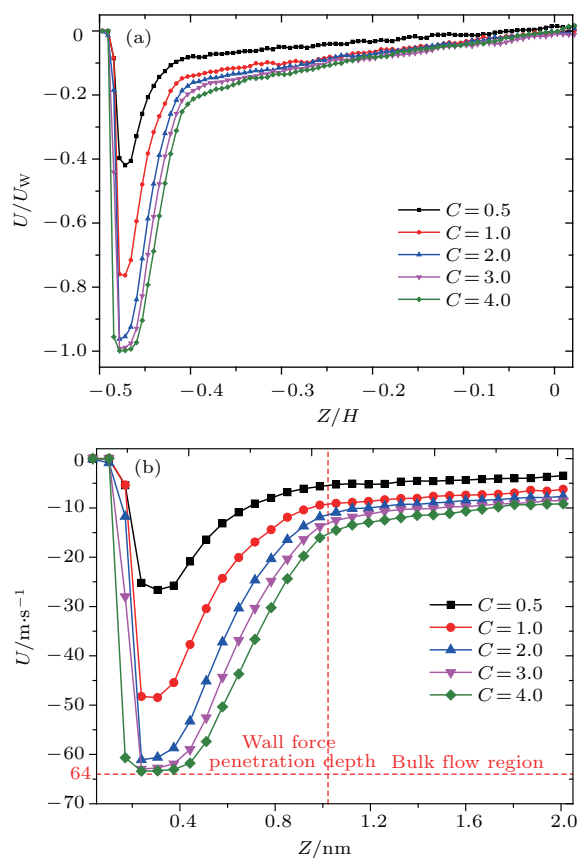 (a)
0
−0.2
−0.4
−0.6
−0.8
−1.0
U/U_W
C = 0.5
C = 1.0
C = 2.0
C = 3.0
C = 4.0
−0.5 −0.4 −0.3 −0.2 −0.1 0
Z/H
(b)
0
−10
−20
−30
−40
−50
−60
64
−70
U/m·s⁻¹
C = 0.5
C = 1.0
C = 2.0
C = 3.0
C = 4.0
Wall force
penetration depth
Bulk flow region
0.4 0.8 1.2 1.6 2.0
Z/nm